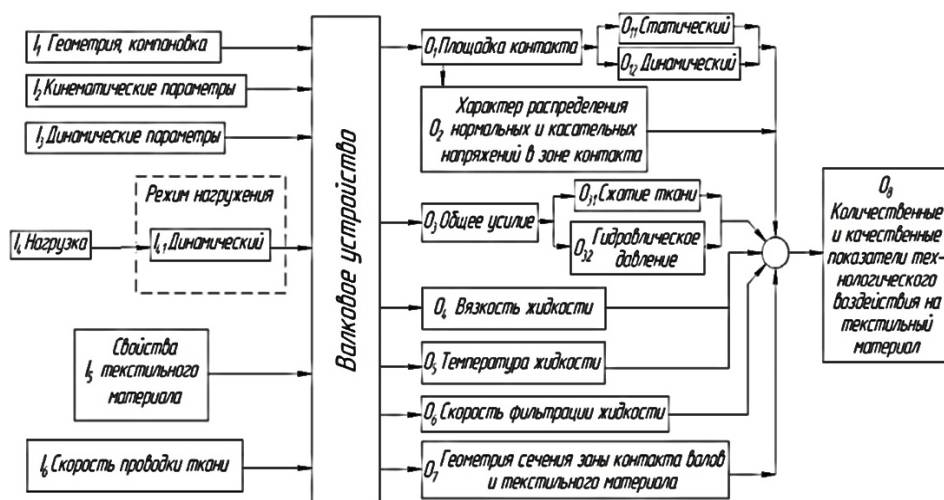 I₁ Геометрия, компановка
I₂ Кинематические параметры
I₃ Динамические параметры
Режим нагружения
I₄ Нагрузка
I₄.₁ Динамический
Свойства
I₅ текстильного
материала
I₆ Скорость проводки ткани
Валковое устройство
O₁ Площадка контакта
O₁₁ Статический
O₁₂ Динамический
Характер распределения
O₂ нормальных и касательных
напряжений в зоне контакта
O₃ Общее усилие
O₃₁ Сжатие ткани
O₃₂ Гидравлическое
давление
O₄ Вязкость жидкости
O₅ Температура жидкости
O₆ Скорость фильтрации жидкости
O₇ Геометрия сечения заны контакта валов
и текстильного материала
O₈
Количественные
и качественные
показатели тех-
нологического
воздействия на
текстильный
материал